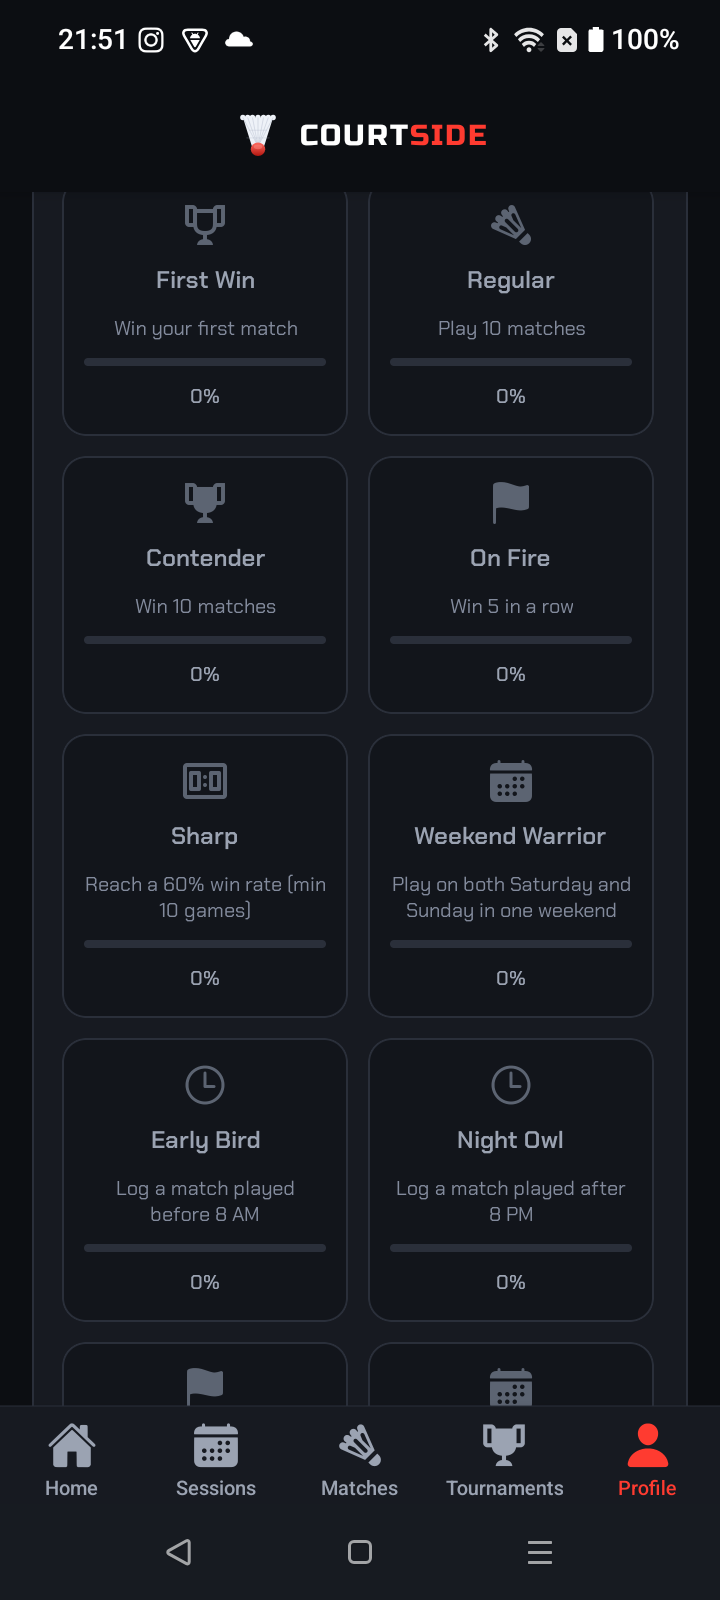 21:51
100%
COURTSIDE
First Win
Win your first match
0%
Regular
Play 10 matches
0%
Contender
Win 10 matches
0%
On Fire
Win 5 in a row
0%
Sharp
Reach a 60% win rate (min
10 games)
0%
Weekend Warrior
Play on both Saturday and
Sunday in one weekend
0%
Early Bird
Log a match played
before 8 AM
0%
Night Owl
Log a match played after
8 PM
0%
Home
Sessions
Matches
Tournaments
Profile